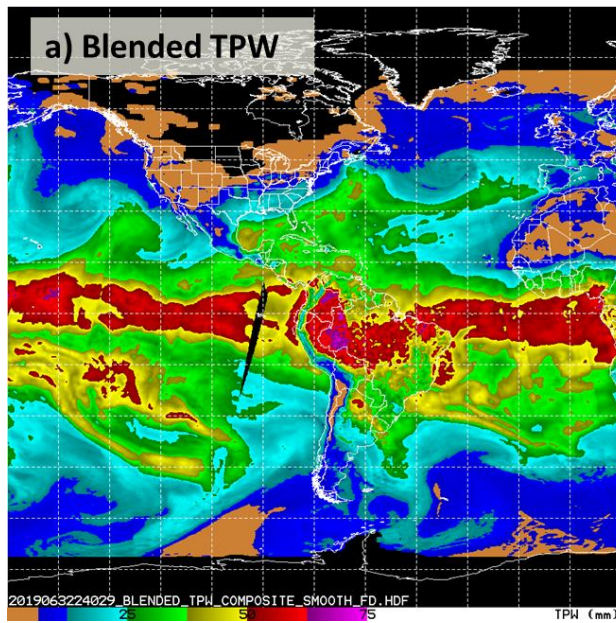 a) Blended TPW
2019063224029_BLENDED_TPW_COMPOSITE_SMOOTH_FD.HDF
25 50 75 TPW (mm)